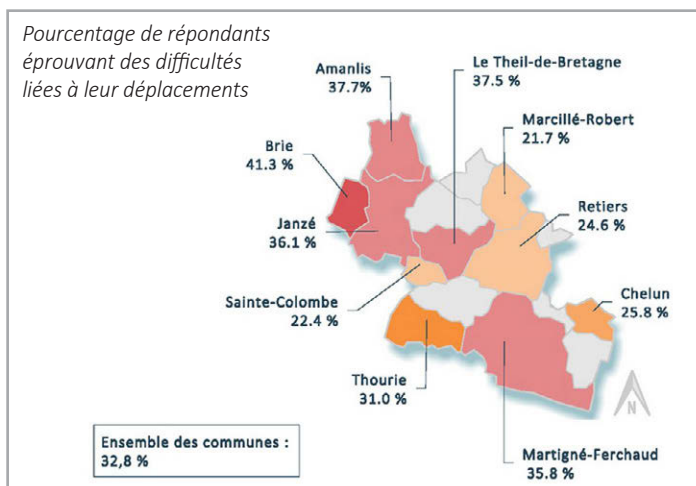 Pourcentage de répondants
éprouvant des difficultés
liées à leur déplacements
Amanlis
37.7%
Le Theil-de-Bretagne
37.5 %
Marcillé-Robert
21.7 %
Brie
41.3 %
Janzé
36.1 %
Retiers
24.6 %
Sainte-Colombe
22.4 %
Chelun
25.8 %
Thourie
31.0 %
N
Ensemble des communes :
32,8 %
Martigné-Ferchaud
35.8 %